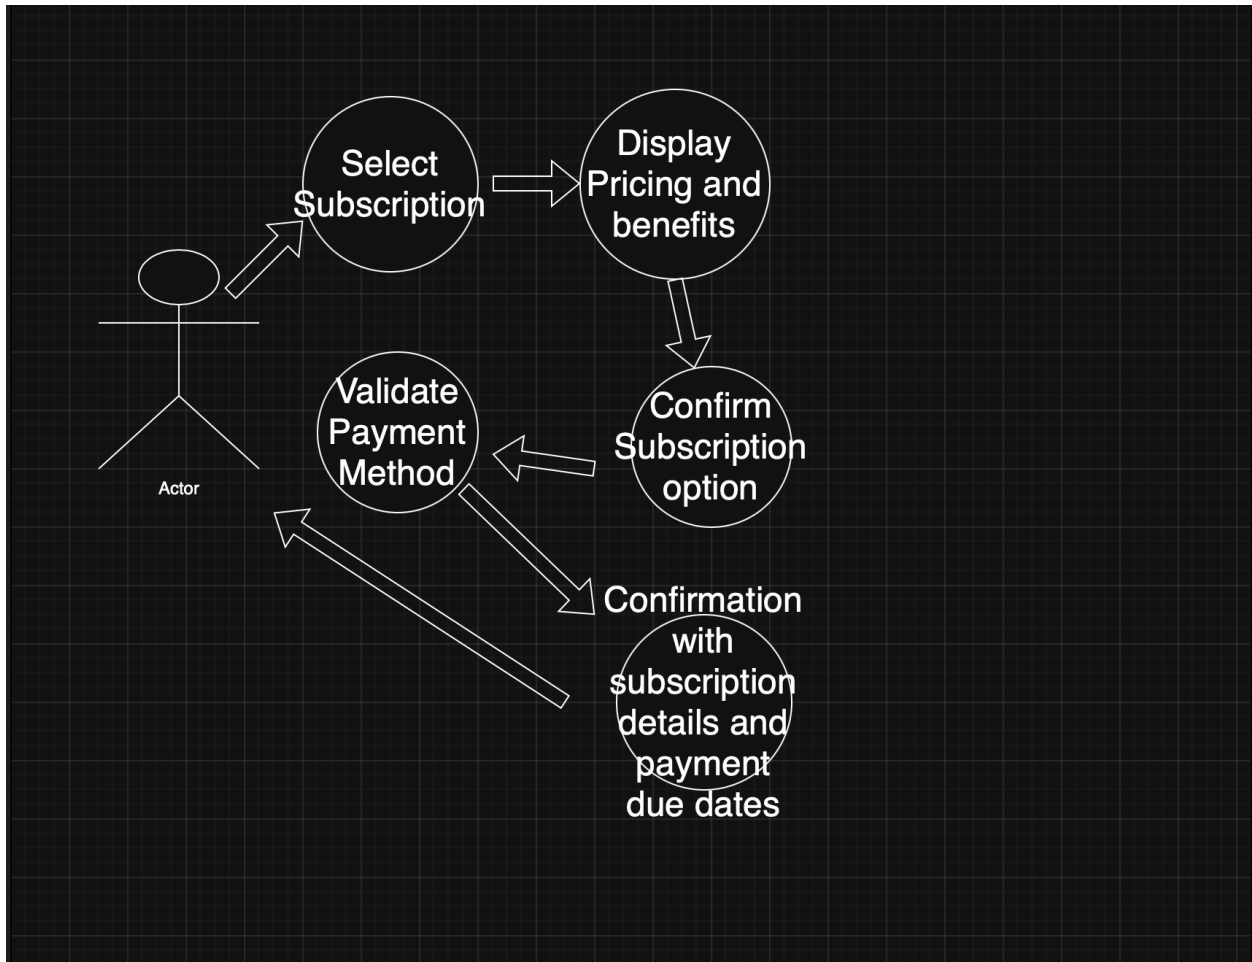 Select
Subscription
Display
Pricing and
benefits
Actor
Validate
Payment
Method
Confirm
Subscription
option
Confirmation
with
subscription
details and
payment
due dates